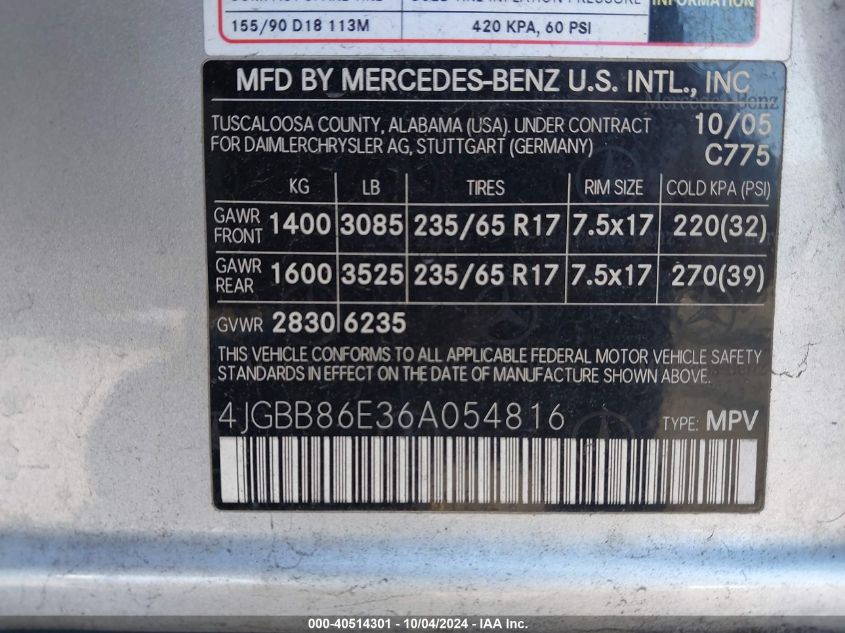 155/90 D18 113M 420 KPA, 60 PSI INFORMATION
MFD BY MERCEDES-BENZ U.S. INTL., INC
Mercedes-Benz
TUSCALOOSA COUNTY, ALABAMA (USA). UNDER CONTRACT 10/05
FOR DAIMLERCHRYSLER AG, STUTTGART (GERMANY) C775
KG LB TIRES RIM SIZE COLD KPA (PSI)
GAWR FRONT 1400 3085 235/65 R17 7.5x17 220(32)
GAWR REAR 1600 3525 235/65 R17 7.5x17 270(39)
GVWR 2830 6235
THIS VEHICLE CONFORMS TO ALL APPLICABLE FEDERAL MOTOR VEHICLE SAFETY
STANDARDS IN EFFECT ON THE DATE OF MANUFACTURE SHOWN ABOVE.
4JGBB86E36A054816 TYPE: MPV
000-40514301 - 10/04/2024 - IAA Inc.